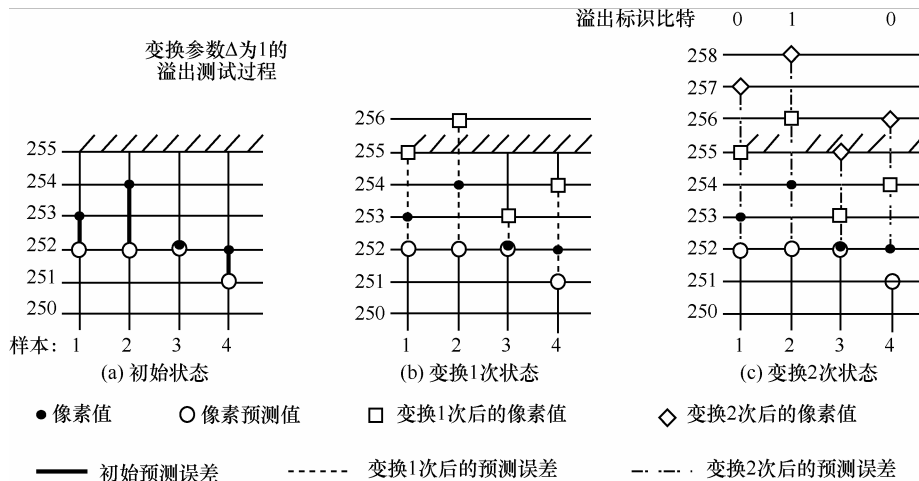 溢出标识比特 0 1 0
变换参数Δ为1的
溢出测试过程
255
254
253
252
251
250
样本: 1 2 3 4
(a) 初始状态
256
255
254
253
252
251
250
1 2 3 4
(b) 变换1次状态
258
257
256
255
254
253
252
251
250
1 2 3 4
(c) 变换2次状态
像素值 像素预测值 变换1次后的像素值 变换2次后的像素值
初始预测误差 变换1次后的预测误差 变换2次后的预测误差